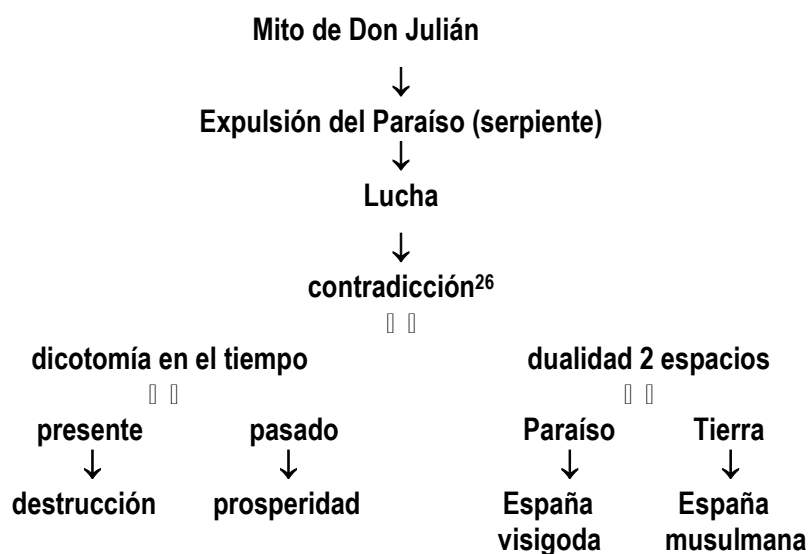 Mito de Don Julián
↓
Expulsión del Paraíso (serpiente)
↓
Lucha
↓
contradicción²⁶
dicotomía en el tiempo dualidad 2 espacios
presente pasado Paraíso Tierra
↓ ↓ ↓ ↓
destrucción prosperidad España España
visigoda musulmana